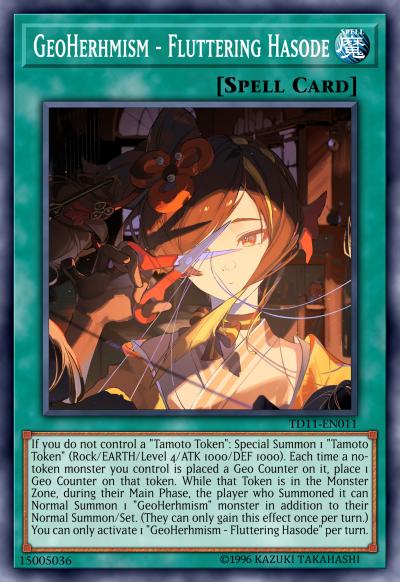 GeoHerhmism - Fluttering Hasode
SPELL
魔
[Spell Card]
TD11-EN011
If you do not control a "Tamoto Token": Special Summon 1 "Tamoto
Token" (Rock/EARTH/Level 4/ATK 1000/DEF 1000). Each time a no-
token monster you control is placed a Geo Counter on it, place 1
Geo Counter on that token. While that Token is in the Monster
Zone, during their Main Phase, the player who Summoned it can
Normal Summon 1 "GeoHerhmism" monster in addition to their
Normal Summon/Set. (They can only gain this effect once per turn.)
You can only activate 1 "GeoHerhmism - Fluttering Hasode" per turn.
15005036
©1996 KAZUKI TAKAHASHI